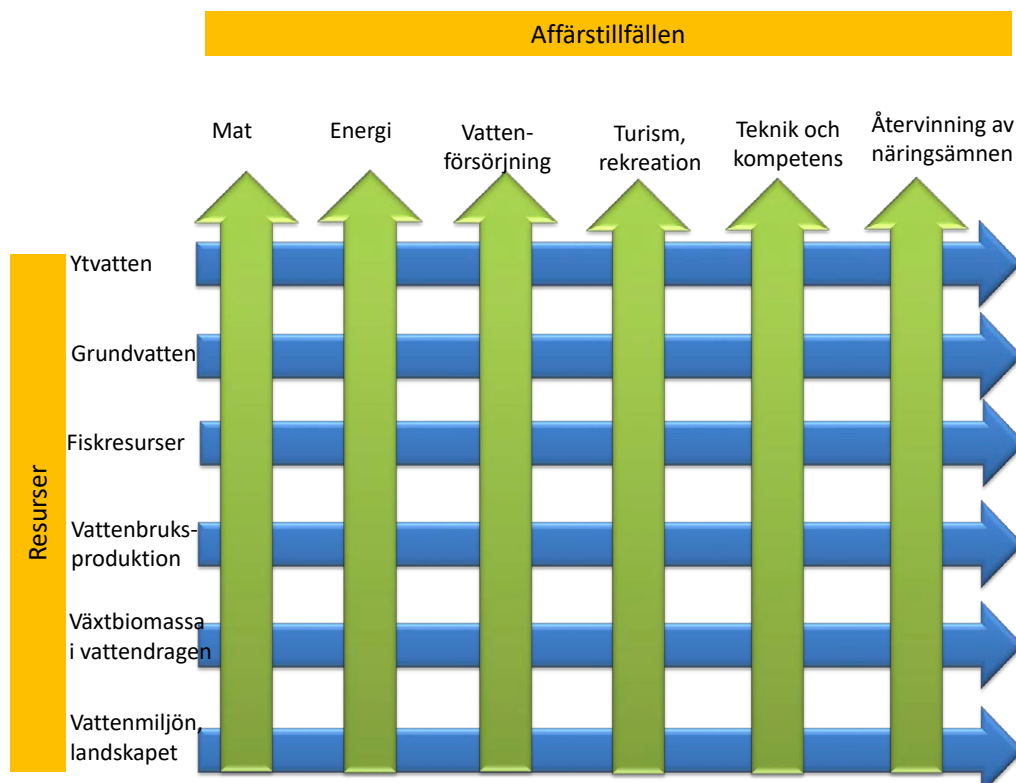 Affärstillfällen
Mat
Energi
Vatten-
försörjning
Turism,
rekreation
Teknik och
kompetens
Återvinning av
näringsämnen
Resurser
Ytvatten
Grundvatten
Fiskresurser
Vattenbruks-
produktion
Växtbiomassa
i vattendragen
Vattenmiljön,
landskapet